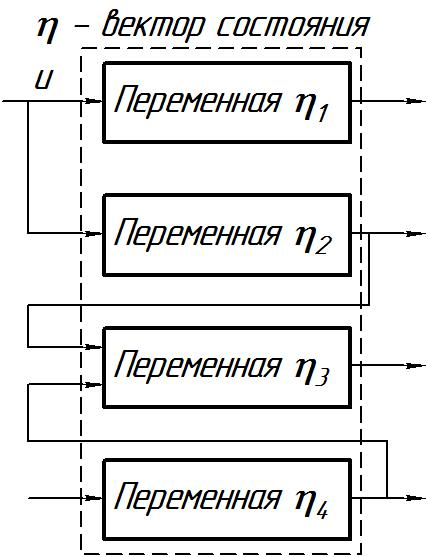 η – вектор состояния
u
Переменная η1
Переменная η2
Переменная η3
Переменная η4